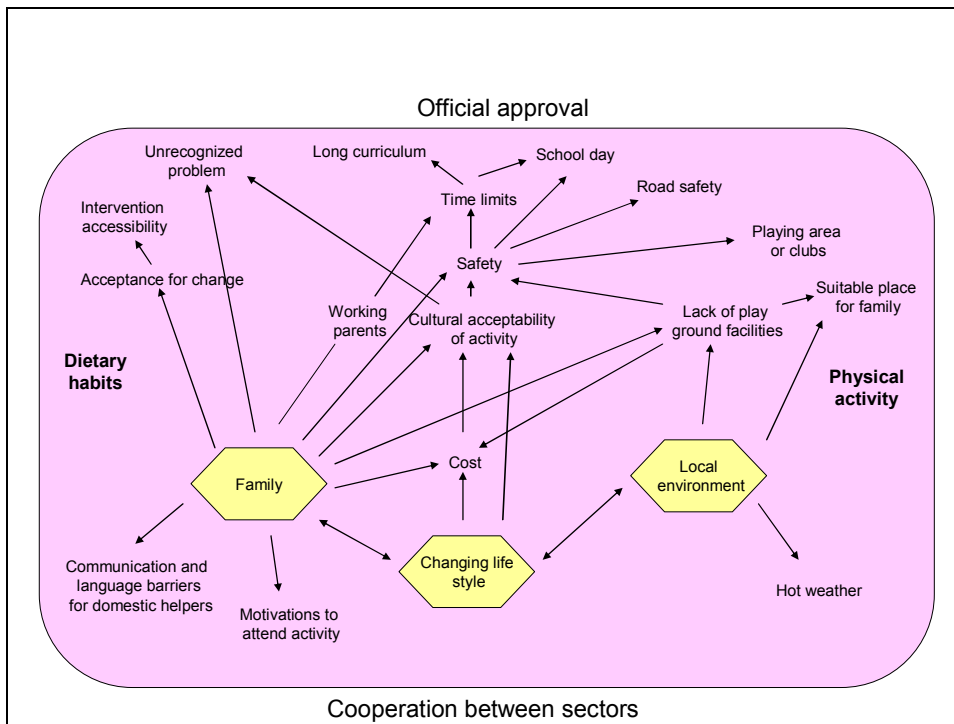 Official approval
Long curriculum
School day
Unrecognized
problem
Road safety
Time limits
Intervention
accessibility
Playing area
or clubs
Safety
Acceptance for change
Suitable place
for family
Working
parents
Cultural acceptability
of activity
Lack of play
ground facilities
Dietary
habits
Physical
activity
Cost
Family
Local
environment
Changing life
style
Communication and
language barriers
for domestic helpers
Motivations to
attend activity
Hot weather
Cooperation between sectors